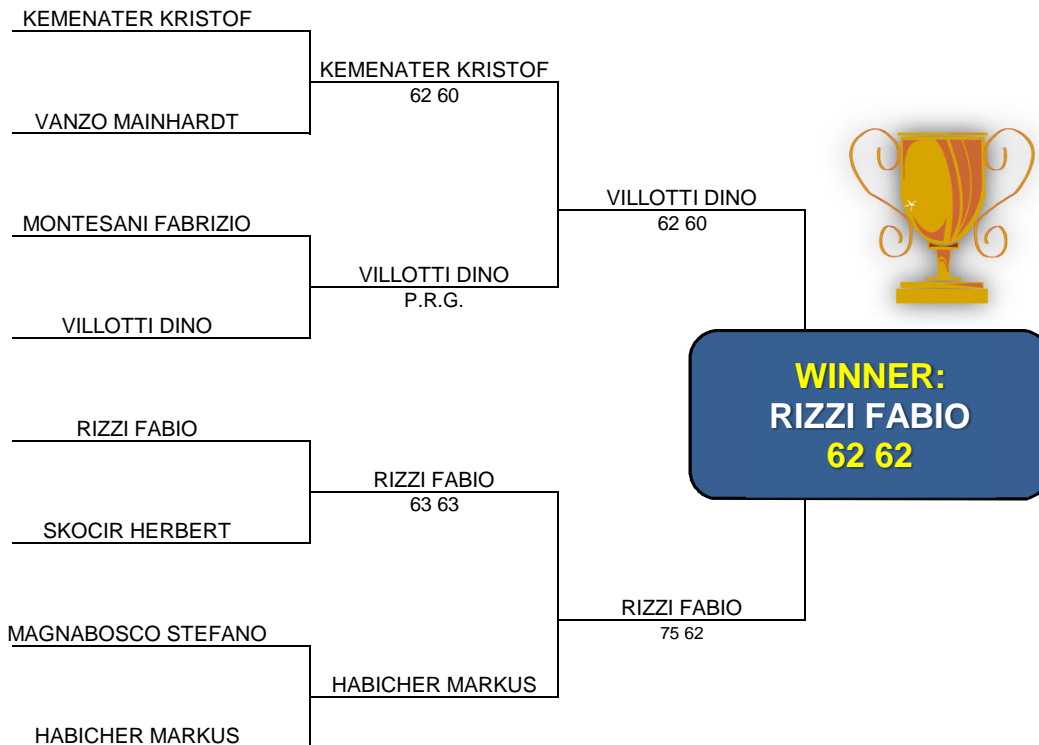 KEMENATER KRISTOF
KEMENATER KRISTOF
62 60
VANZO MAINHARDT
VILLOTTI DINO
62 60
MONTESANI FABRIZIO
VILLOTTI DINO
P.R.G.
VILLOTTI DINO
WINNER:
RIZZI FABIO
62 62
RIZZI FABIO
RIZZI FABIO
63 63
SKOCIR HERBERT
RIZZI FABIO
75 62
MAGNABOSCO STEFANO
HABICHER MARKUS
HABICHER MARKUS